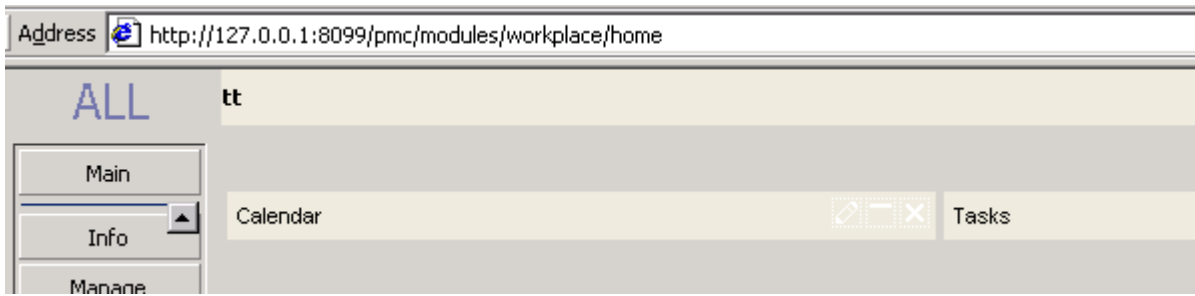 Address http://127.0.0.1:8099/pmc/modules/workplace/home
ALL
tt
Main
Info
Manage
Calendar
Tasks